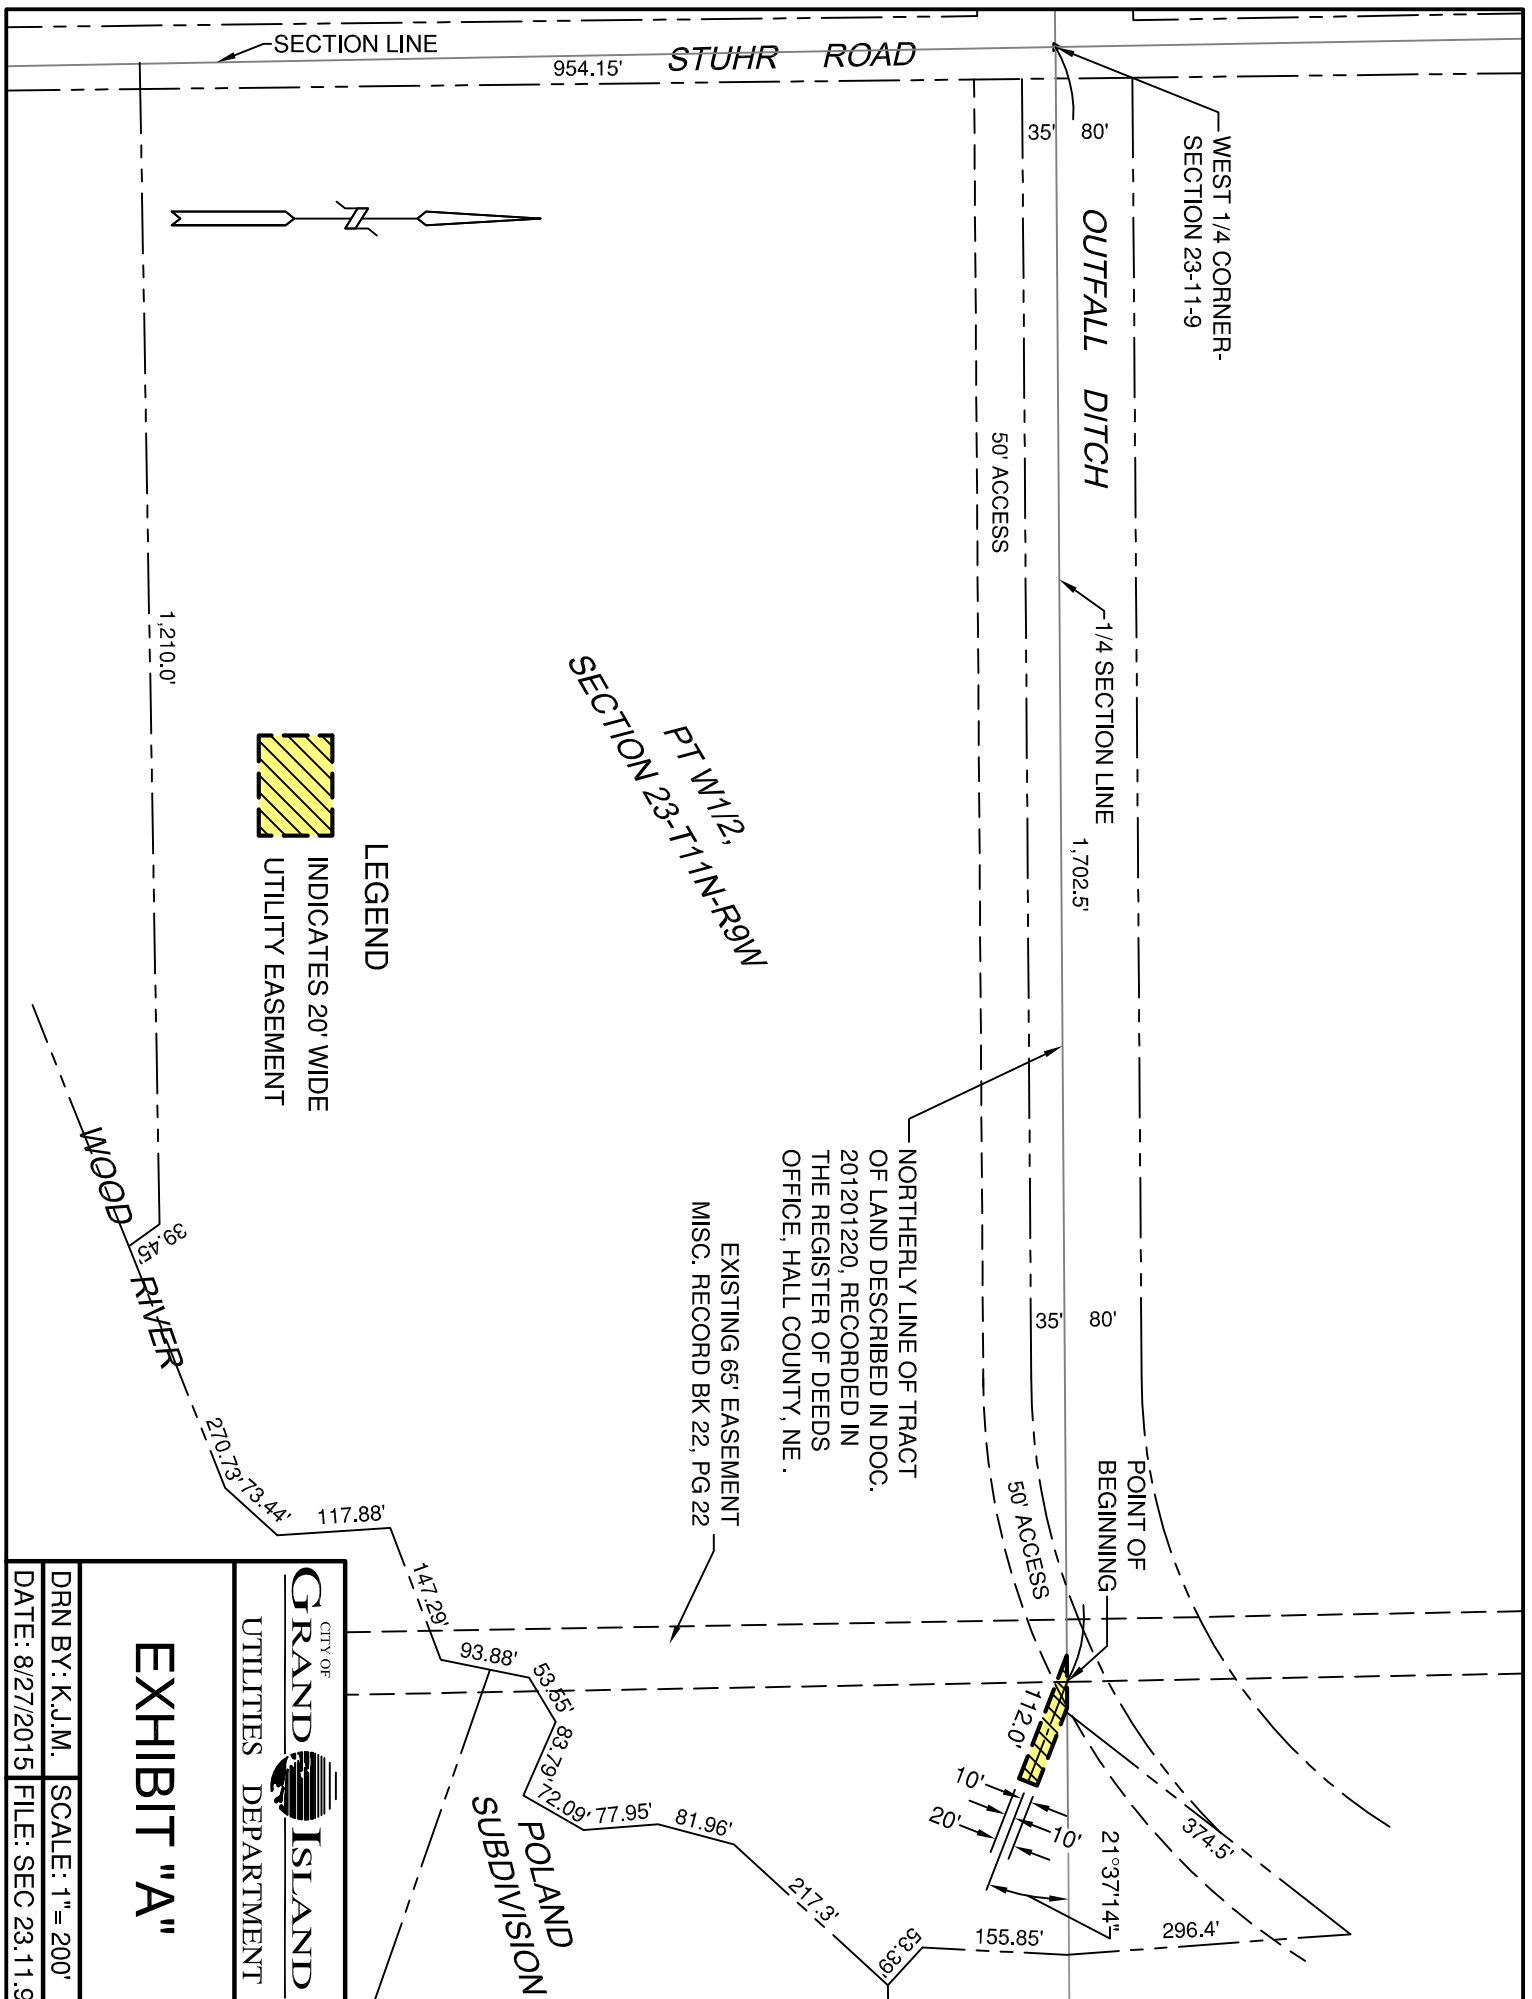 SECTION LINE
954.15'
STUHR ROAD
WEST 1/4 CORNER-
SECTION 23-11-9
35'
80'
OUTFALL DITCH
50' ACCESS
1/4 SECTION LINE
1,702.5'
1,210.0'
PT W1/2,
SECTION 23-T11N-R9W
LEGEND
INDICATES 20' WIDE
UTILITY EASEMENT
NORTHERLY LINE OF TRACT
OF LAND DESCRIBED IN DOC.
201201220, RECORDED IN
THE REGISTER OF DEEDS
OFFICE, HALL COUNTY, NE .
EXISTING 65' EASEMENT
MISC. RECORD BK 22, PG 22
35'
80'
POINT OF
BEGINNING
50' ACCESS
WOOD RIVER
39.45'
270.73'
73.44'
117.88'
147.29'
93.88'
53.55'
83.79'
72.09'
77.95'
81.96'
217.3'
53.39'
155.85'
296.4'
374.5'
112.0'
10'
20'
10'
21°37'14"
POLAND
SUBDIVISION
CITY OF
GRAND ISLAND
UTILITIES DEPARTMENT
EXHIBIT "A"
DRN BY: K.J.M.
SCALE: 1" = 200'
DATE: 8/27/2015
FILE: SEC 23.11.9